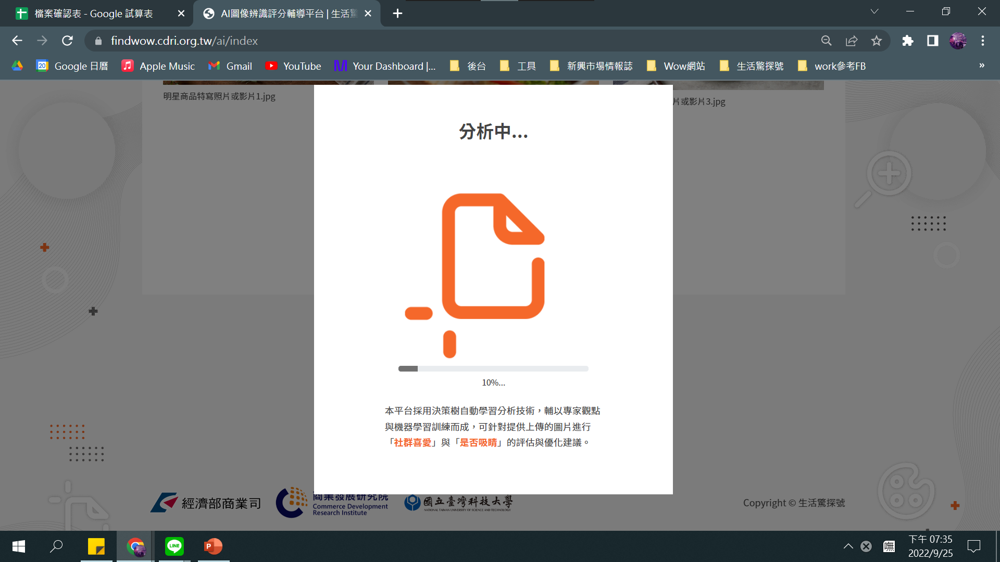 檔案確認表 - Google 試算表
AI圖像辨識評分輔導平台 | 生活驚
findwow.cdri.org.tw/ai/index
Google 日曆
Apple Music
Gmail
YouTube
Your Dashboard |...
後台
工具
新興市場情報誌
Wow網站
生活驚探號
work參考FB
»
明星商品特寫照片或影片1.jpg
片或影片3.jpg
分析中...
10%...
本平台採用決策樹自動學習分析技術，輔以專家觀點
與機器學習訓練而成，可針對提供上傳的圖片進行
「社群喜愛」與「是否吸睛」的評估與優化建議。
經濟部商業司
商業發展研究院
Commerce Development
Research Institute
國立臺灣科技大學
NATIONAL TAIWAN UNIVERSITY OF SCIENCE AND TECHNOLOGY
Copyright © 生活驚探號
LINE
P
嘸
下午 07:35
2022/9/25